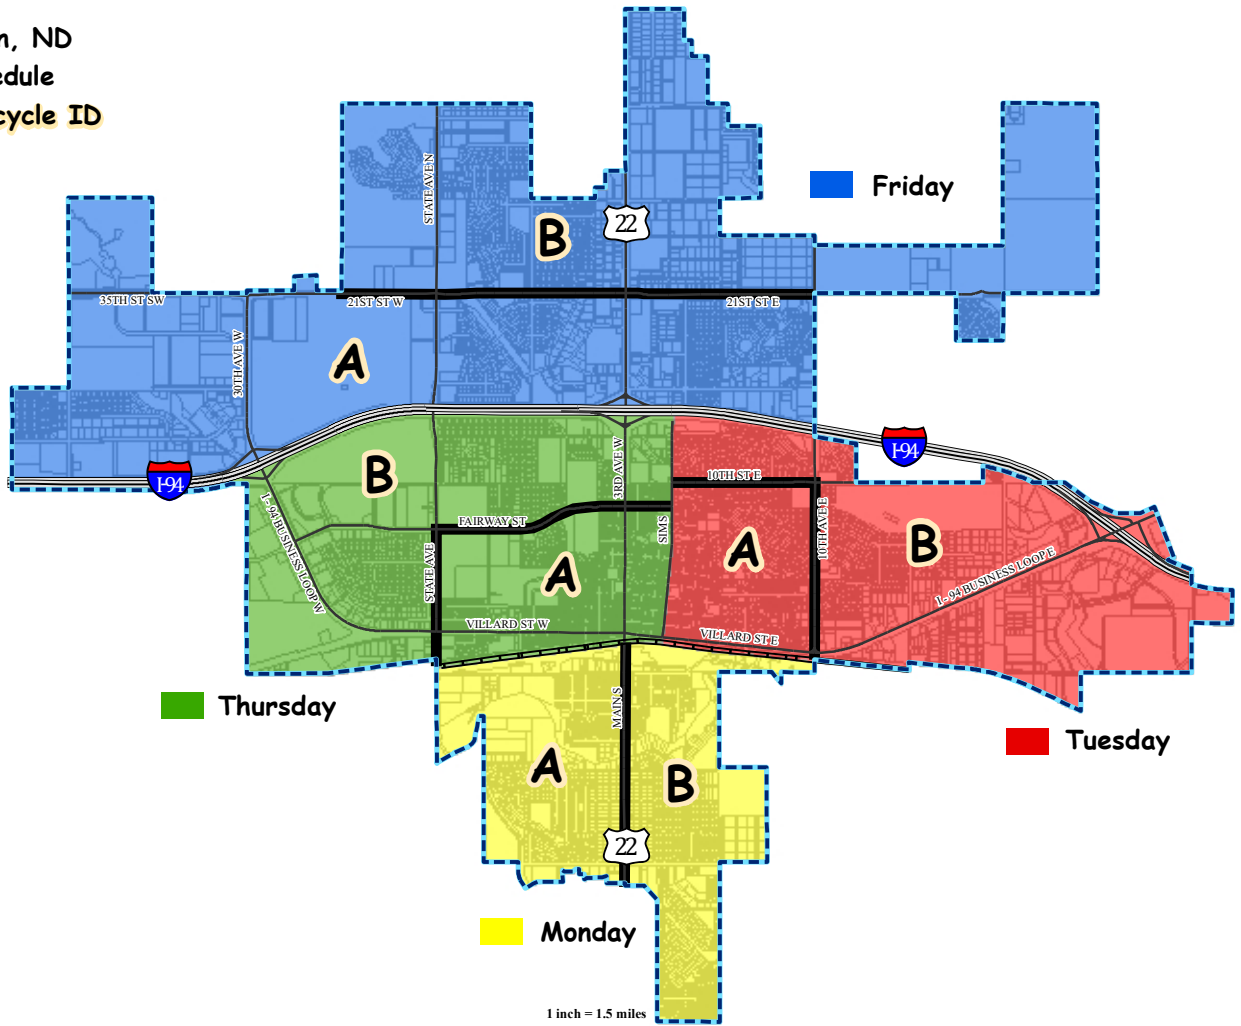 ND
ID
Friday
STATE AVE N
22
B
35TH ST SW
21ST ST W
21ST ST E
30TH AVE W
A
I-94
I-94
B
3RD AVE W
10TH ST E
I - 94 BUSINESS LOOP W
FAIRWAY ST
SIMS
10TH AVE E
A
B
STATE AVE
A
I - 94 BUSINESS LOOP E
VILLARD ST W
VILLARD ST E
Thursday
MAIN S
Tuesday
A
B
22
Monday
1 inch = 1.5 miles